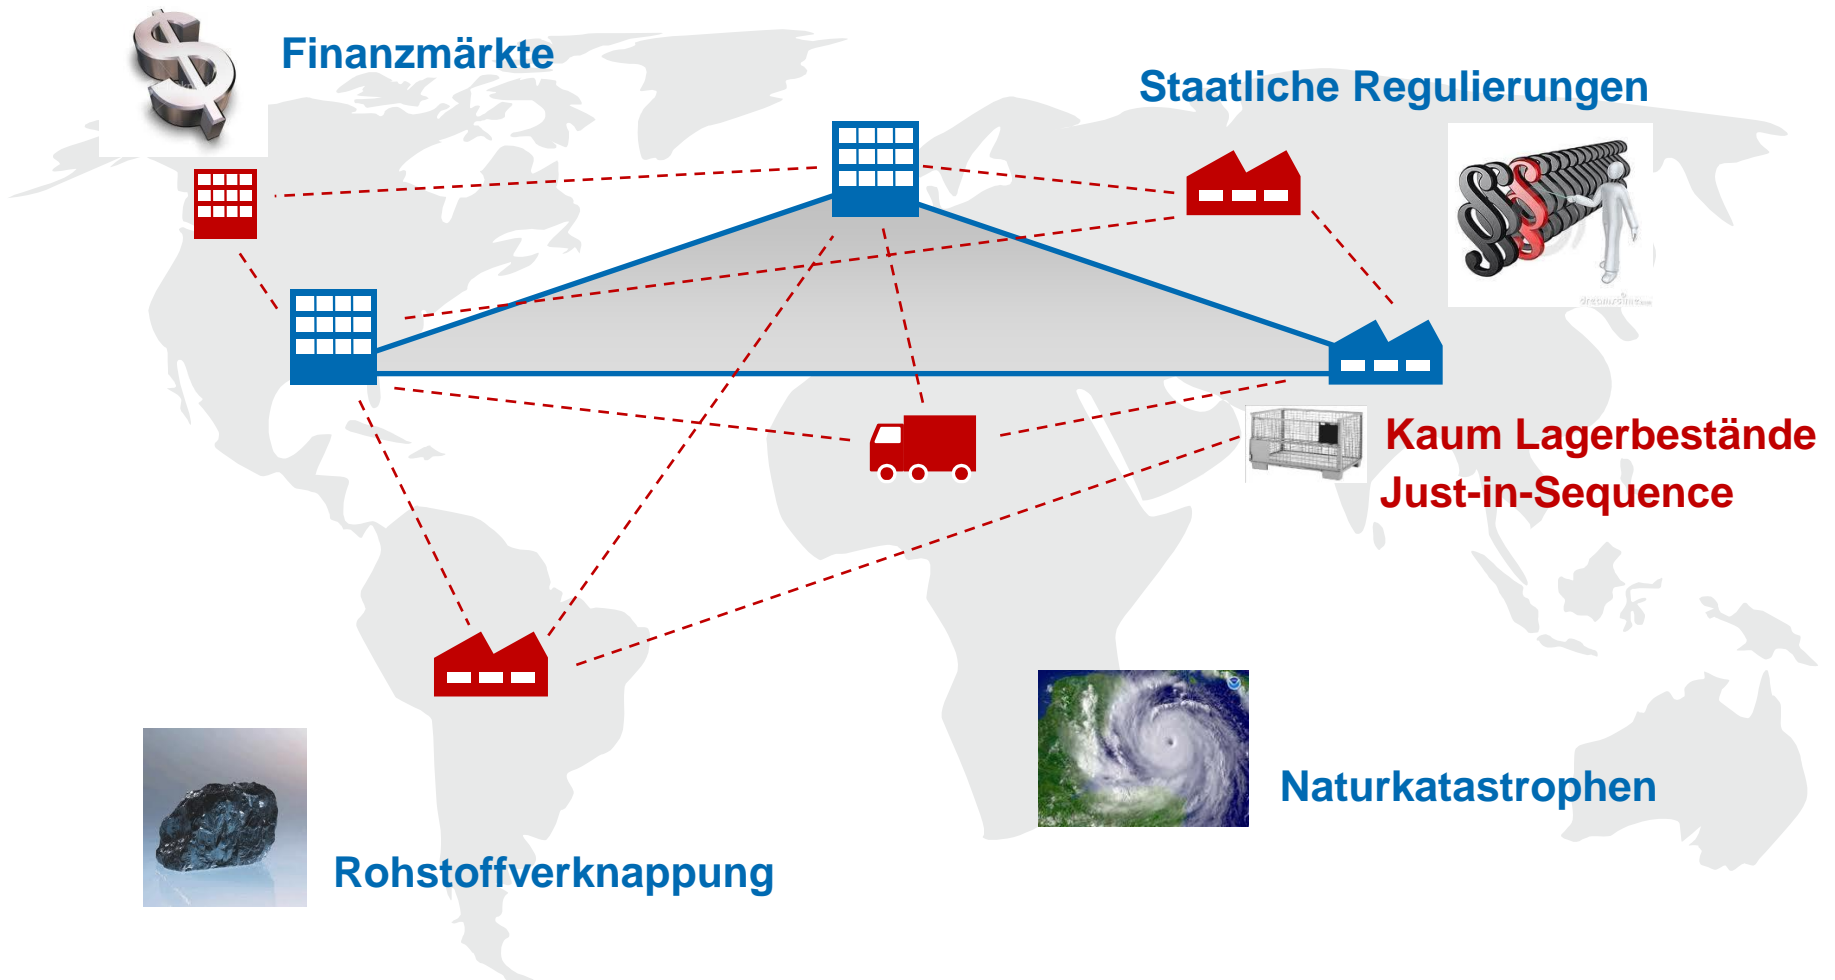 Finanzmärkte
Staatliche Regulierungen
Kaum Lagerbestände
Just-in-Sequence
Naturkatastrophen
Rohstoffverknappung